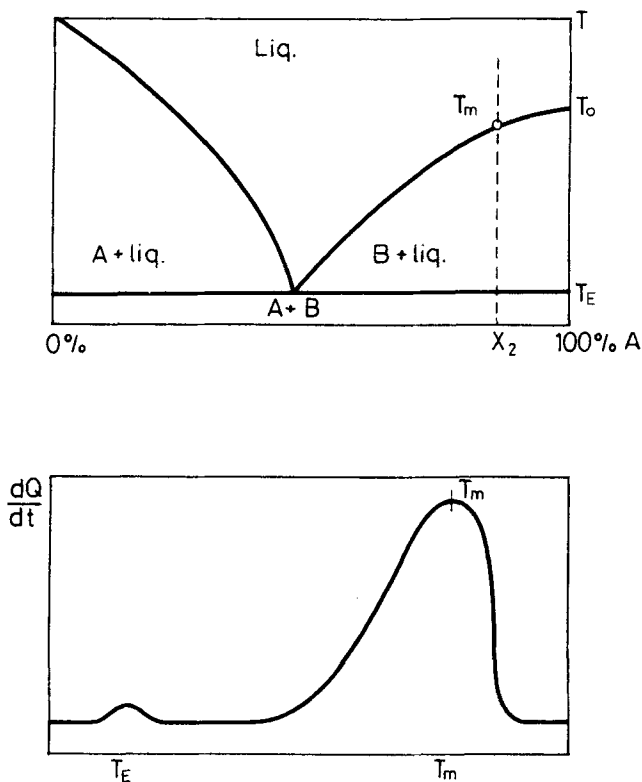 T
Liq.
Tm
To
A + liq.
B + liq.
TE
A + B
0%
X2
100% A
dQ
dt
Tm
TE
Tm